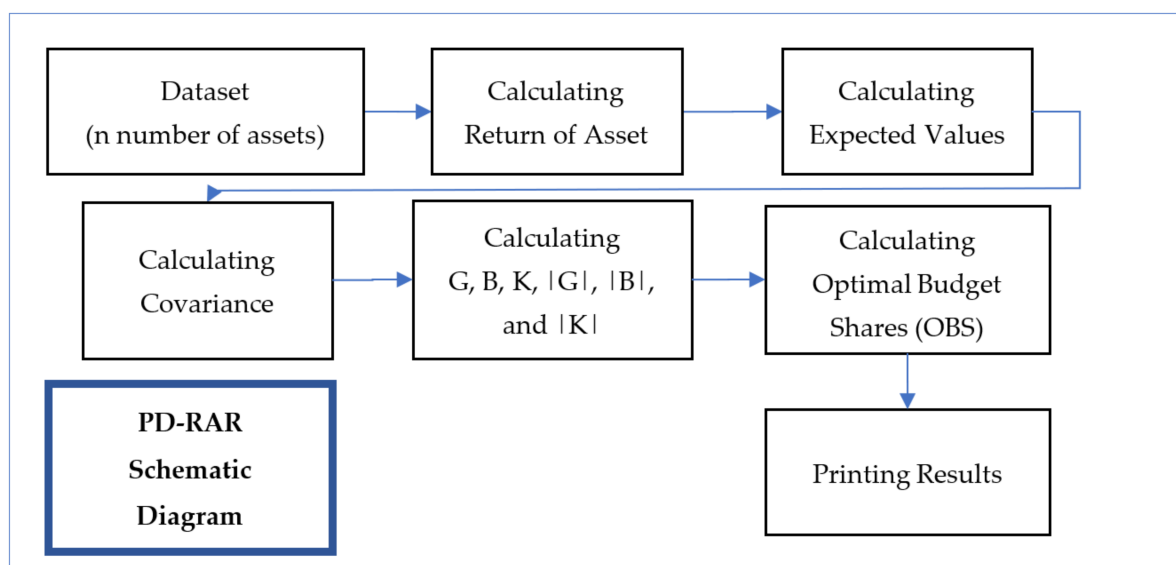 Dataset
(n number of assets)
Calculating
Return of Asset
Calculating
Expected Values
Calculating
Covariance
Calculating
G, B, K, |G|, |B|,
and |K|
Calculating
Optimal Budget
Shares (OBS)
PD-RAR
Schematic
Diagram
Printing Results